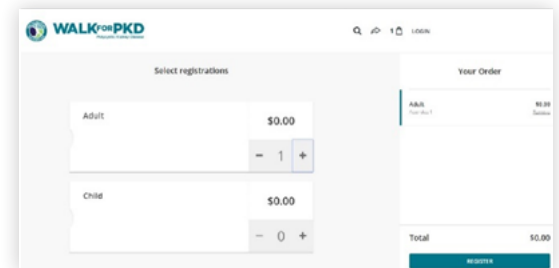 WALK FOR PKD
1 LOGIN
Select registrations
Adult
$0.00
− 1 +
Child
$0.00
− 0 +
Your Order
Adult $0.00
Total $0.00
REGISTER